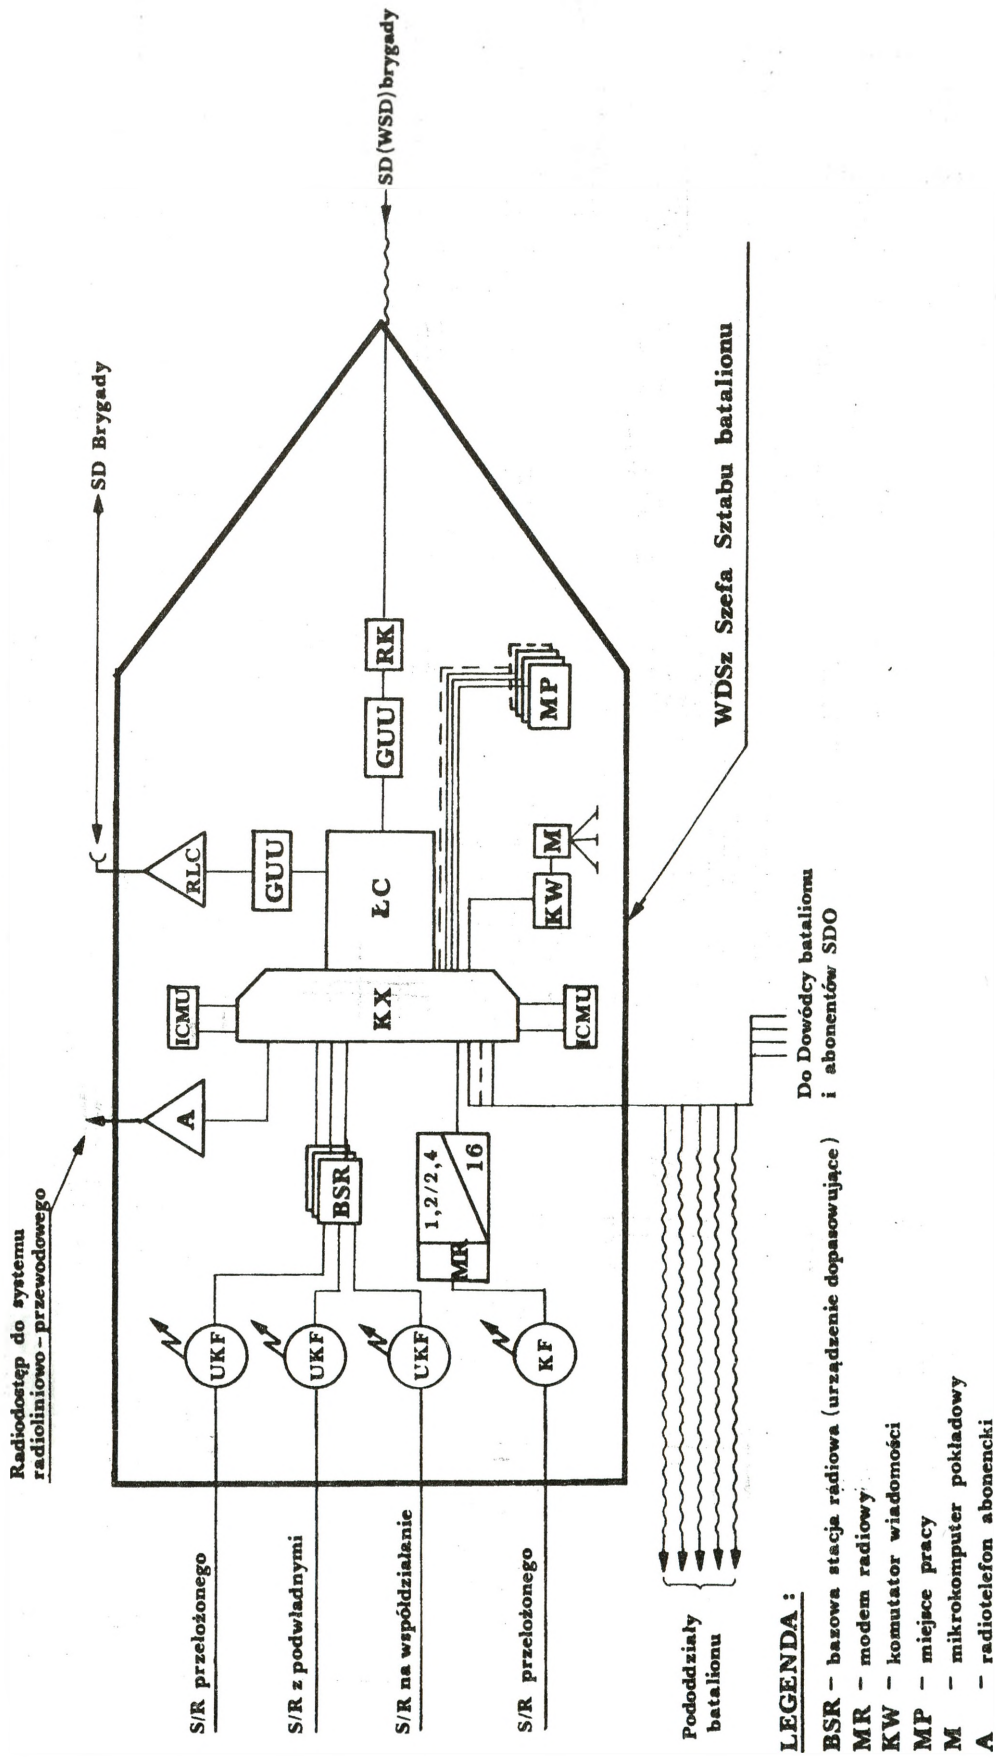 Radiodostęp do systemu
radioliniowo-przewodowego
SD Brygady
SD(WSD)brygady
S/R przełożonego
S/R z podwładnymi
S/R na współdziałanie
S/R przełożonego
UKF
UKF
UKF
KF
A
RLC
ICMU
GUU
BSR
1,2/2,4
16
MR
KX
ŁC
GUU
RK
ICMU
KW
M
MP
WDSz Szefa Sztabu batalionu
Do Dowódcy batalionu
i abonentów SDO
Pododdziały
batalionu
LEGENDA :
BSR - bazowa stacja radiowa (urządzenie dopasowujące)
MR - modem radiowy
KW - komutator wiadomości
MP - miejsce pracy
M - mikrokomputer pokładowy
A - radiotelefon abonencki